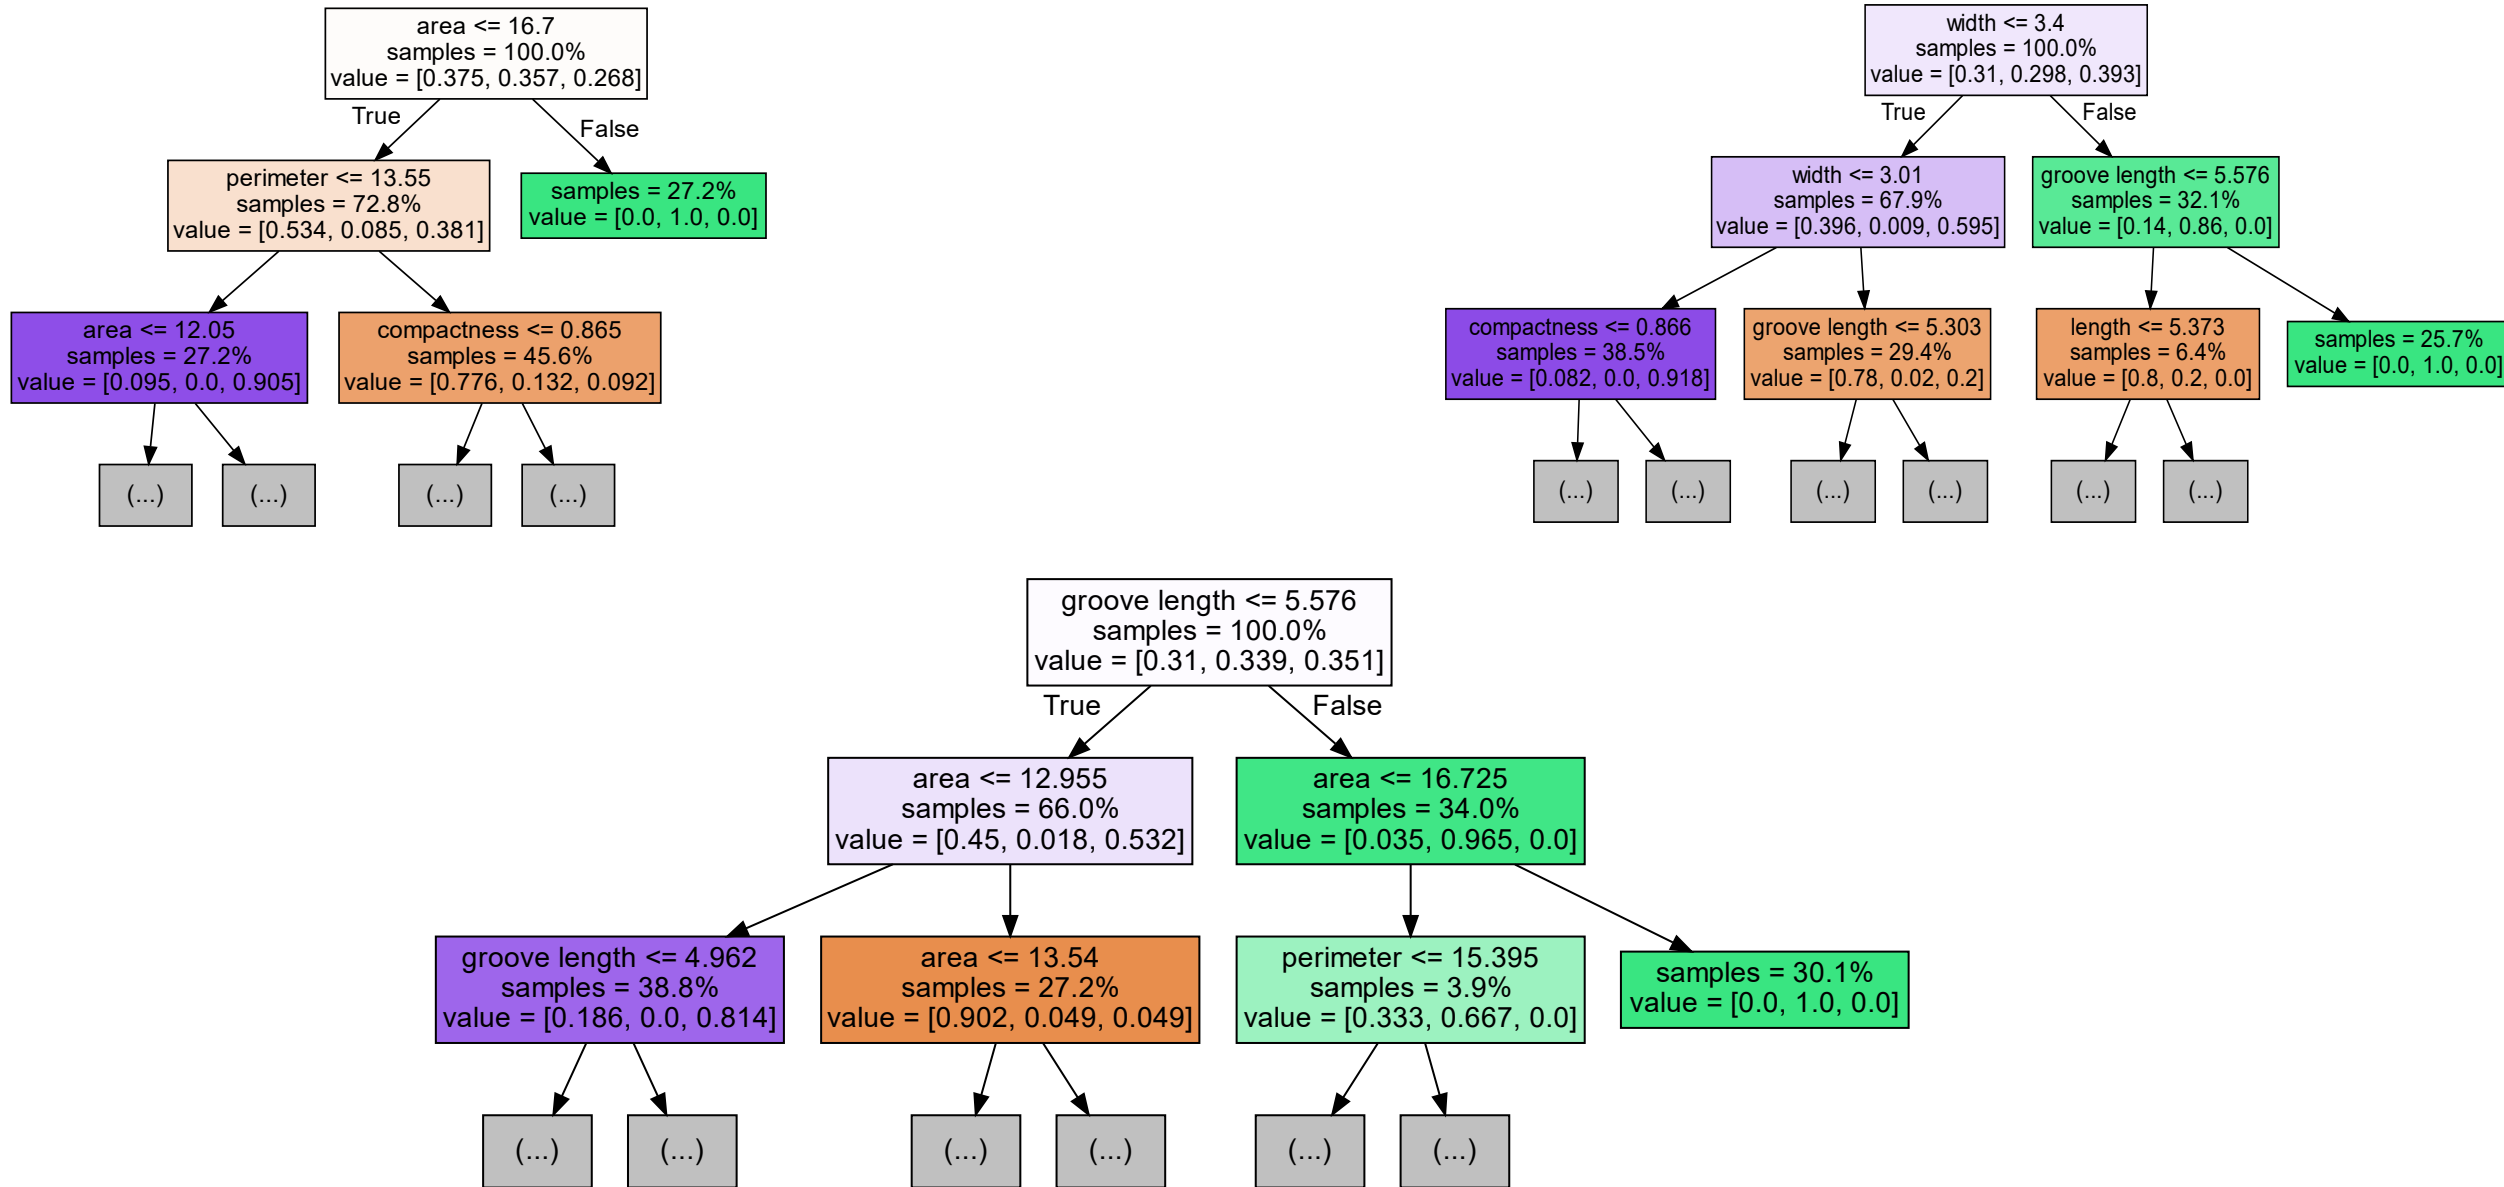 area <= 16.7
samples = 100.0%
value = [0.375, 0.357, 0.268]
True
False
perimeter <= 13.55
samples = 72.8%
value = [0.534, 0.085, 0.381]
samples = 27.2%
value = [0.0, 1.0, 0.0]
area <= 12.05
samples = 27.2%
value = [0.095, 0.0, 0.905]
compactness <= 0.865
samples = 45.6%
value = [0.776, 0.132, 0.092]
(...)
(...)
(...)
(...)
width <= 3.4
samples = 100.0%
value = [0.31, 0.298, 0.393]
True
False
width <= 3.01
samples = 67.9%
value = [0.396, 0.009, 0.595]
groove length <= 5.576
samples = 32.1%
value = [0.14, 0.86, 0.0]
compactness <= 0.866
samples = 38.5%
value = [0.082, 0.0, 0.918]
groove length <= 5.303
samples = 29.4%
value = [0.78, 0.02, 0.2]
length <= 5.373
samples = 6.4%
value = [0.8, 0.2, 0.0]
samples = 25.7%
value = [0.0, 1.0, 0.0]
(...)
(...)
(...)
(...)
(...)
(...)
groove length <= 5.576
samples = 100.0%
value = [0.31, 0.339, 0.351]
True
False
area <= 12.955
samples = 66.0%
value = [0.45, 0.018, 0.532]
area <= 16.725
samples = 34.0%
value = [0.035, 0.965, 0.0]
groove length <= 4.962
samples = 38.8%
value = [0.186, 0.0, 0.814]
area <= 13.54
samples = 27.2%
value = [0.902, 0.049, 0.049]
perimeter <= 15.395
samples = 3.9%
value = [0.333, 0.667, 0.0]
samples = 30.1%
value = [0.0, 1.0, 0.0]
(...)
(...)
(...)
(...)
(...)
(...)